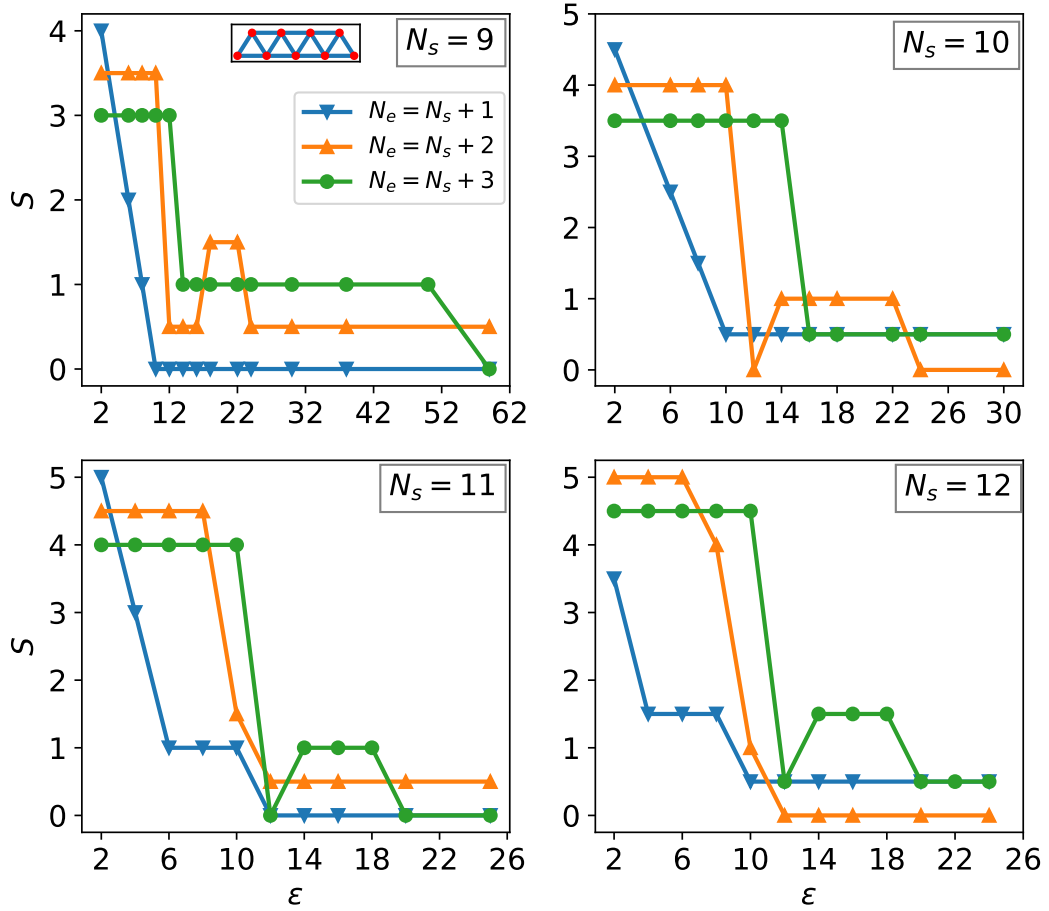 N_s = 9
N_e = N_s + 1
N_e = N_s + 2
N_e = N_s + 3
S
4
3
2
1
0
2 12 22 32 42 52 62
N_s = 10
5
4
3
2
1
0
2 6 10 14 18 22 26 30
N_s = 11
S
5
4
3
2
1
0
2 6 10 14 18 22 26
ε
N_s = 12
5
4
3
2
1
0
2 6 10 14 18 22 26
ε